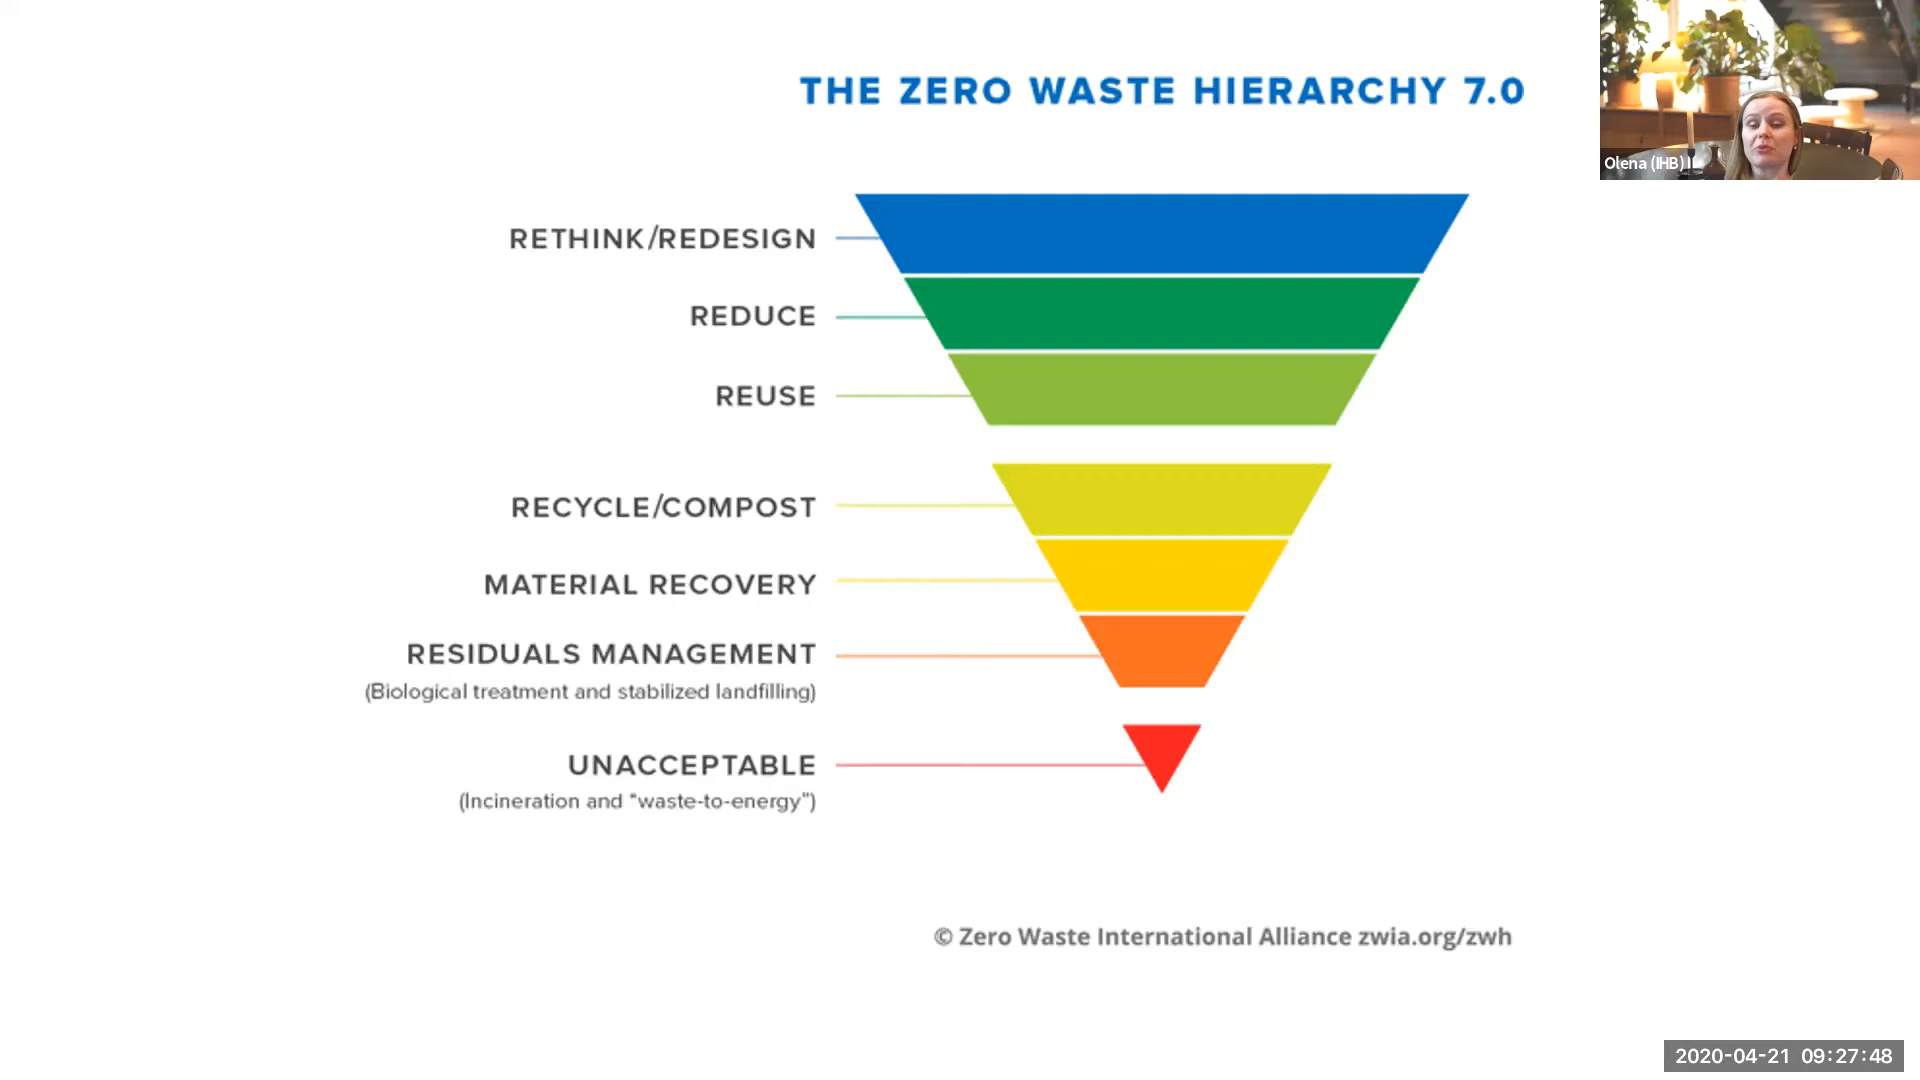 THE ZERO WASTE HIERARCHY 7.0
Olena (IHB)
RETHINK/REDESIGN
REDUCE
REUSE
RECYCLE/COMPOST
MATERIAL RECOVERY
RESIDUALS MANAGEMENT
(Biological treatment and stabilized landfilling)
UNACCEPTABLE
(Incineration and “waste-to-energy”)
© Zero Waste International Alliance zwia.org/zwh
2020-04-21 09:27:48